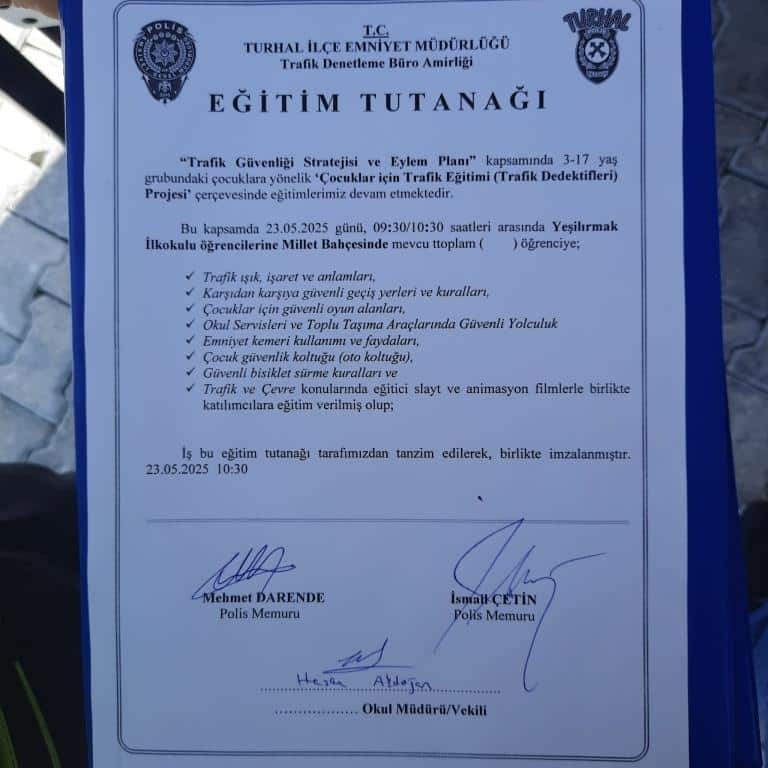 POLİS
TURHAL
T.C.
TURHAL İLÇE EMNİYET MÜDÜRLÜĞÜ
Trafik Denetleme Büro Amirliği
EĞİTİM TUTANAĞI
"Trafik Güvenliği Stratejisi ve Eylem Planı" kapsamında 3-17 yaş
grubundaki çocuklara yönelik 'Çocuklar için Trafik Eğitimi (Trafik Dedektifleri)
Projesi' çerçevesinde eğitimlerimiz devam etmektedir.
Bu kapsamda 23.05.2025 günü, 09:30/10:30 saatleri arasında Yeşilırmak
İlkokulu öğrencilerine Millet Bahçesinde mevcu ttoplam ( ) öğrenciye;
✓ Trafik ışık, işaret ve anlamları,
✓ Karşıdan karşıya güvenli geçiş yerleri ve kuralları,
✓ Çocuklar için güvenli oyun alanları,
✓ Okul Servisleri ve Toplu Taşıma Araçlarında Güvenli Yolculuk
✓ Emniyet kemeri kullanımı ve faydaları,
✓ Çocuk güvenlik koltuğu (oto koltuğu),
✓ Güvenli bisiklet sürme kuralları ve
✓ Trafik ve Çevre konularında eğitici slayt ve animasyon filmlerle birlikte
katılımcılara eğitim verilmiş olup;
İş bu eğitim tutanağı tarafımızdan tanzim edilerek, birlikte imzalanmıştır.
23.05.2025 10:30
Mehmet DARENDE
Polis Memuru
İsmail ÇETİN
Polis Memuru
Hasan Aydoğan
.................. Okul Müdürü/Vekili